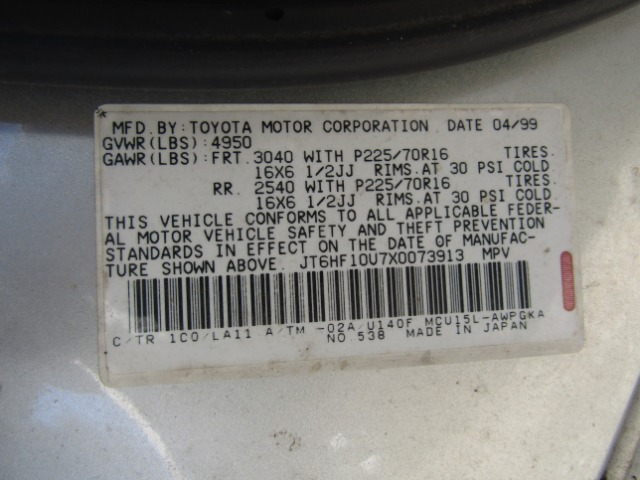 MFD. BY: TOYOTA MOTOR CORPORATION DATE 04/99
GVWR(LBS): 4950
GAWR(LBS): FRT. 3040 WITH P225/70R16 TIRES.
16X6 1/2JJ RIMS.AT 30 PSI COLD
RR. 2540 WITH P225/70R16 TIRES.
16X6 1/2JJ RIMS.AT 30 PSI COLD
THIS VEHICLE CONFORMS TO ALL APPLICABLE FEDER-
AL MOTOR VEHICLE SAFETY AND THEFT PREVENTION
STANDARDS IN EFFECT ON THE DATE OF MANUFAC-
TURE SHOWN ABOVE. JT6HF10U7X0073913 MPV
C/TR 1C0/LA11 A/TM -02A/U140F MCU15L-AWPGKA
NO.538 MADE IN JAPAN